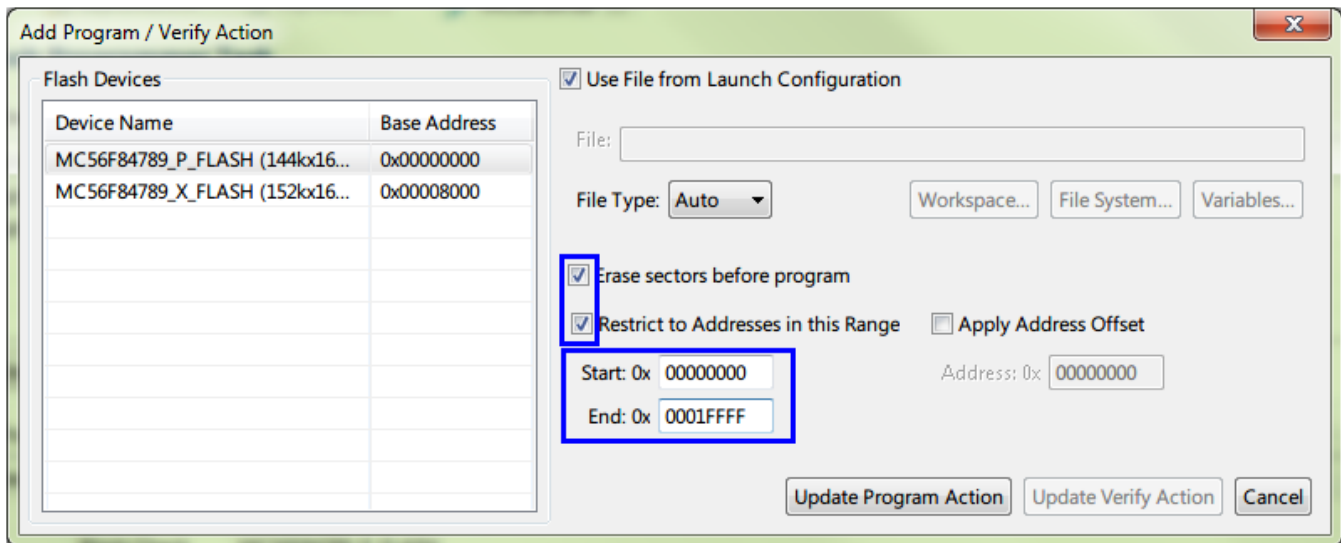 Add Program / Verify Action
Flash Devices
Device Name Base Address
MC56F84789_P_FLASH (144kx16... 0x00000000
MC56F84789_X_FLASH (152kx16... 0x00008000
Use File from Launch Configuration
File:
File Type: Auto Workspace... File System... Variables...
Erase sectors before program
Restrict to Addresses in this Range Apply Address Offset
Start: 0x 00000000 Address: 0x 00000000
End: 0x 0001FFFF
Update Program Action Update Verify Action Cancel